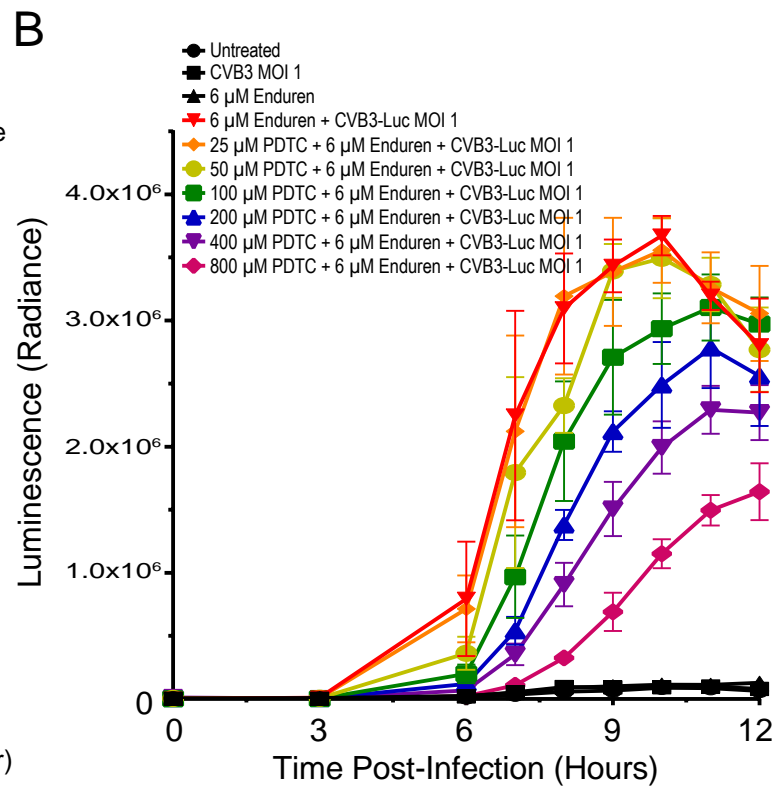 B
Untreated
CVB3 MOI 1
6 µM Enduren
6 µM Enduren + CVB3-Luc MOI 1
25 µM PDTC + 6 µM Enduren + CVB3-Luc MOI 1
50 µM PDTC + 6 µM Enduren + CVB3-Luc MOI 1
100 µM PDTC + 6 µM Enduren + CVB3-Luc MOI 1
200 µM PDTC + 6 µM Enduren + CVB3-Luc MOI 1
400 µM PDTC + 6 µM Enduren + CVB3-Luc MOI 1
800 µM PDTC + 6 µM Enduren + CVB3-Luc MOI 1
e
Luminescence (Radiance)
4.0x10⁶
3.0x10⁶
2.0x10⁶
1.0x10⁶
0
0 3 6 9 12
Time Post-Infection (Hours)
r)